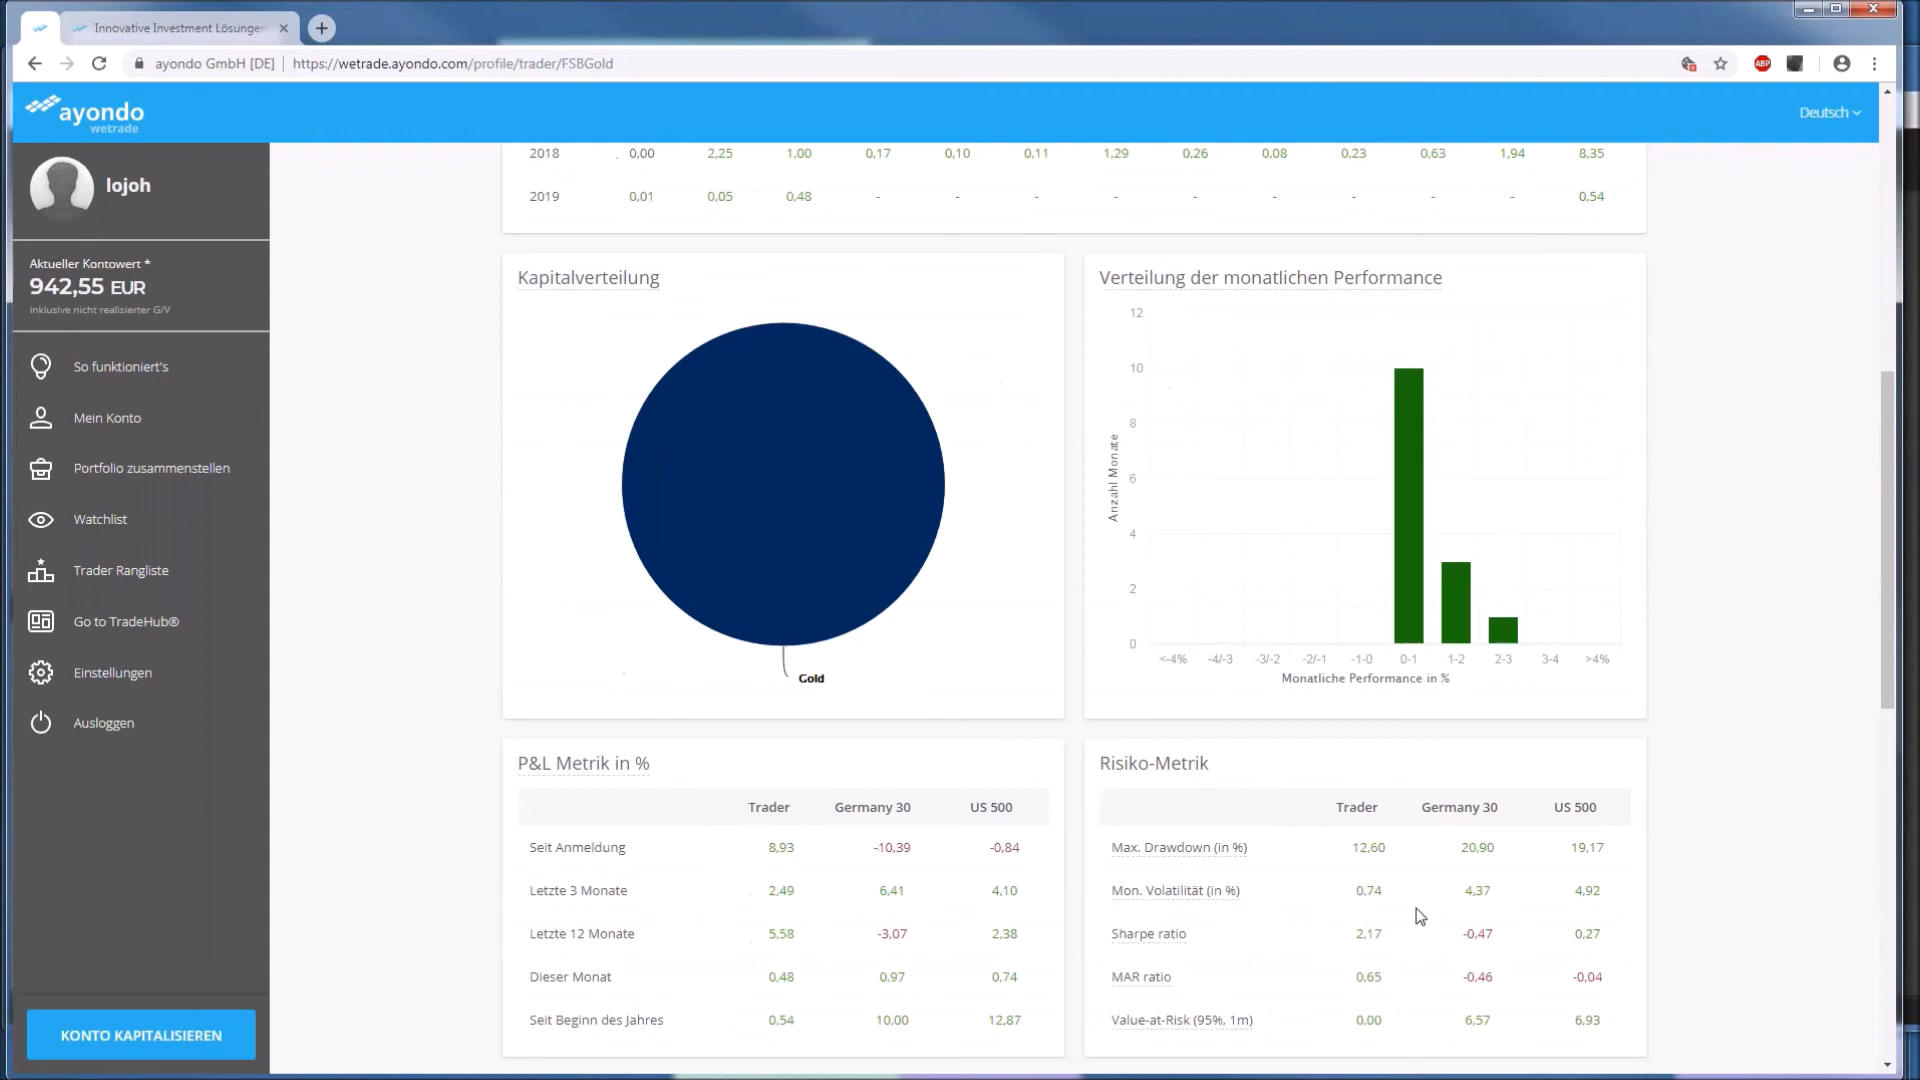 Innovative Investment Lösungen
ayondo GmbH [DE] | https://wetrade.ayondo.com/profile/trader/FSBGold
ABP
ayondo
wetrade
Deutsch
lojoh
Aktueller Kontowert *
942,55 EUR
inklusive nicht realisierter G/V
So funktioniert's
Mein Konto
Portfolio zusammenstellen
Watchlist
Trader Rangliste
Go to TradeHub®
Einstellungen
Ausloggen
KONTO KAPITALISIEREN
2018 0,00 2,25 1,00 0,17 0,10 0,11 1,29 0,26 0,08 0,23 0,63 1,94 8,35
2019 0,01 0,05 0,48 - - - - - - - - - 0,54
Kapitalverteilung
Gold
Verteilung der monatlichen Performance
12
10
8
6
4
2
0
Anzahl Monate
<-4% -4/-3 -3/-2 -2/-1 -1-0 0-1 1-2 2-3 3-4 >4%
Monatliche Performance in %
P&L Metrik in %
Trader Germany 30 US 500
Seit Anmeldung 8,93 -10,39 -0,84
Letzte 3 Monate 2,49 6,41 4,10
Letzte 12 Monate 5,58 -3,07 2,38
Dieser Monat 0,48 0,97 0,74
Seit Beginn des Jahres 0,54 10,00 12,87
Risiko-Metrik
Trader Germany 30 US 500
Max. Drawdown (in %) 12,60 20,90 19,17
Mon. Volatilität (in %) 0,74 4,37 4,92
Sharpe ratio 2,17 -0,47 0,27
MAR ratio 0,65 -0,46 -0,04
Value-at-Risk (95%, 1m) 0,00 6,57 6,93